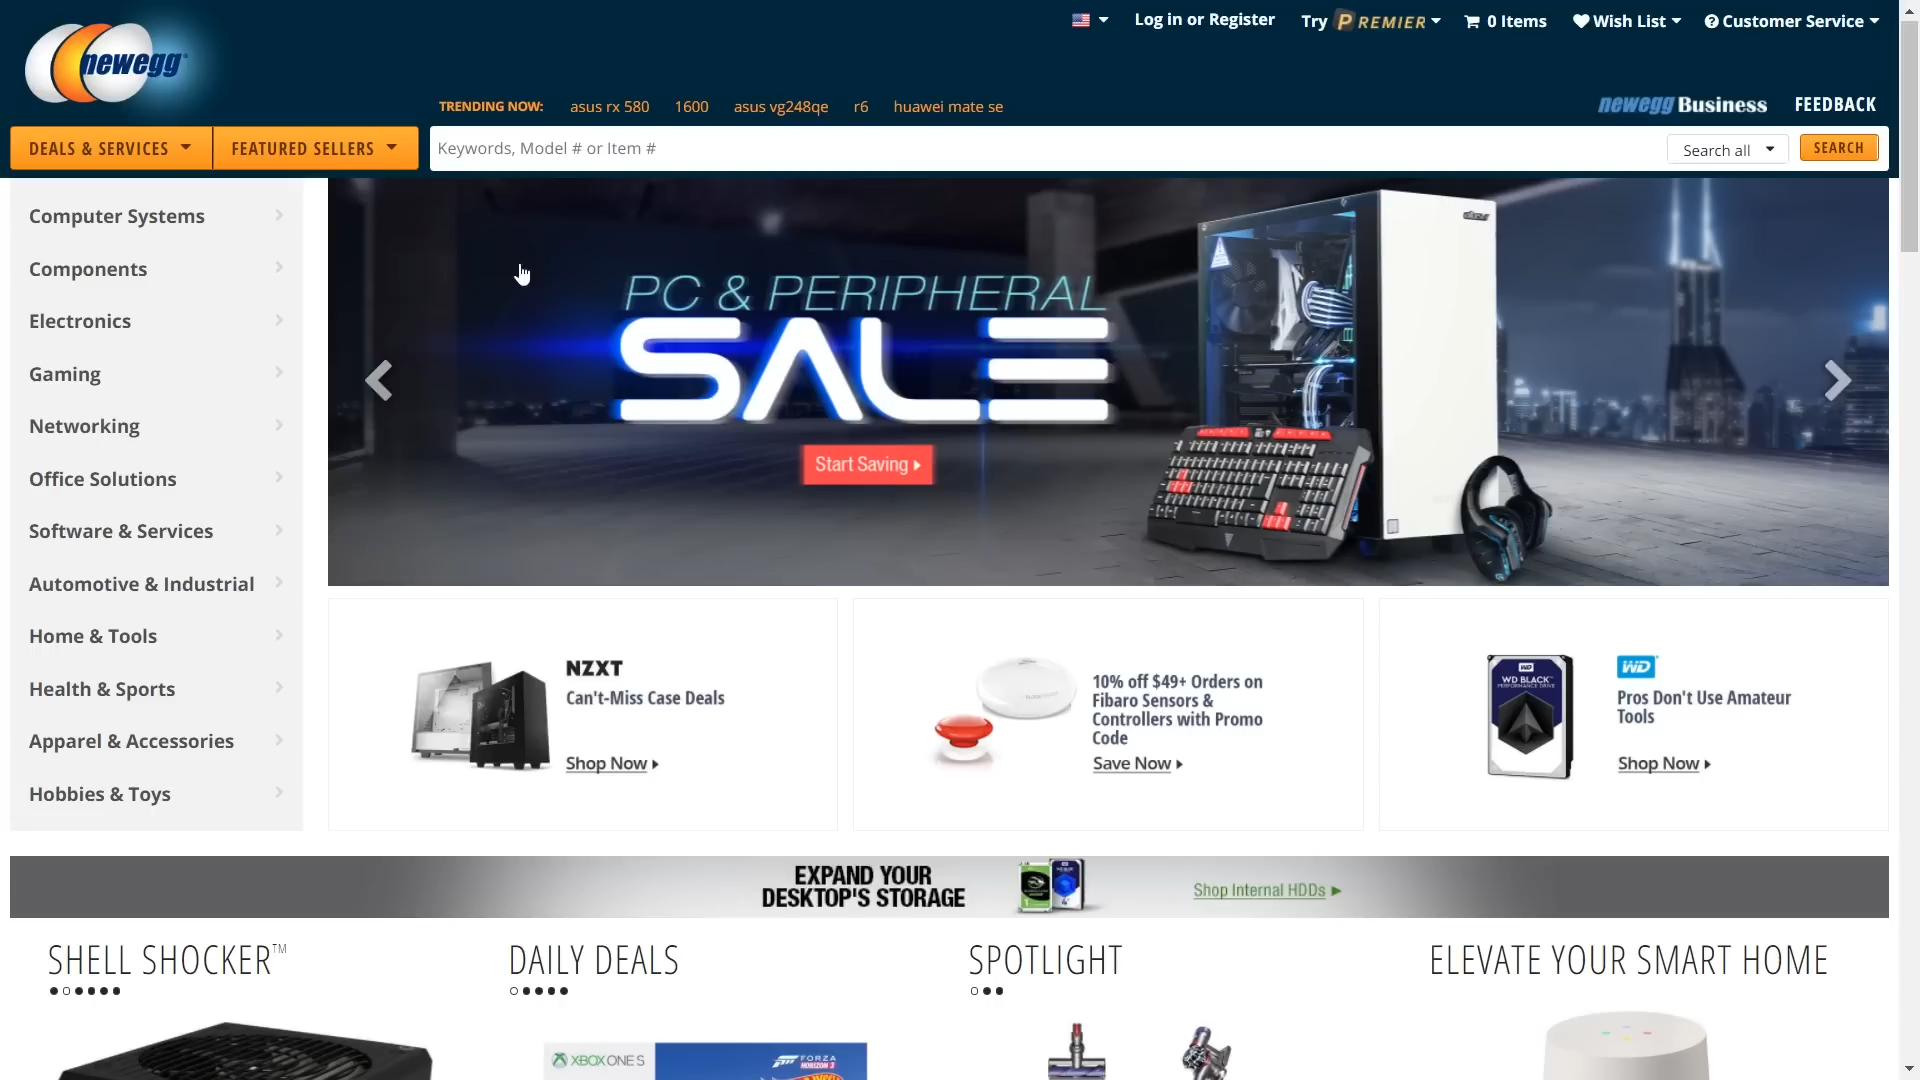 Log in or Register
Try PREMIER
0 Items
Wish List
Customer Service
newegg
TRENDING NOW: asus rx 580 1600 asus vg248qe r6 huawei mate se
newegg Business
FEEDBACK
DEALS & SERVICES
FEATURED SELLERS
Keywords, Model # or Item #
Search all
SEARCH
Computer Systems
Components
Electronics
Gaming
Networking
Office Solutions
Software & Services
Automotive & Industrial
Home & Tools
Health & Sports
Apparel & Accessories
Hobbies & Toys
PC & PERIPHERAL
SALE
Start Saving
NZXT
Can't-Miss Case Deals
Shop Now
10% off $49+ Orders on
Fibaro Sensors &
Controllers with Promo
Code
Save Now
WD BLACK
PERFORMANCE DRIVE
WD
Pros Don't Use Amateur
Tools
Shop Now
EXPAND YOUR
DESKTOP'S STORAGE
Shop Internal HDDs
SHELL SHOCKER™
DAILY DEALS
SPOTLIGHT
ELEVATE YOUR SMART HOME
XBOX ONE S
FORZA
HORIZON 3